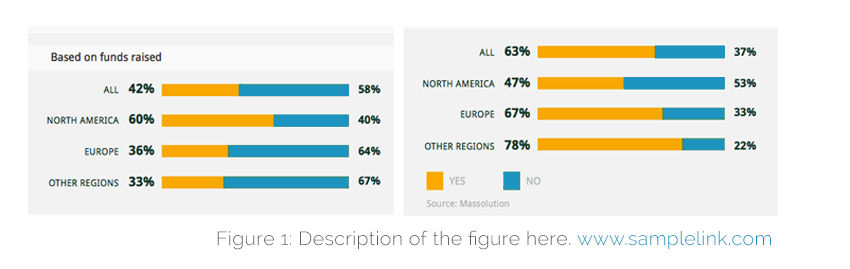 Based on funds raised
ALL 42% 58%
NORTH AMERICA 60% 40%
EUROPE 36% 64%
OTHER REGIONS 33% 67%
ALL 63% 37%
NORTH AMERICA 47% 53%
EUROPE 67% 33%
OTHER REGIONS 78% 22%
YES NO
Source: Massolution
Figure 1: Description of the figure here. www.samplelink.com